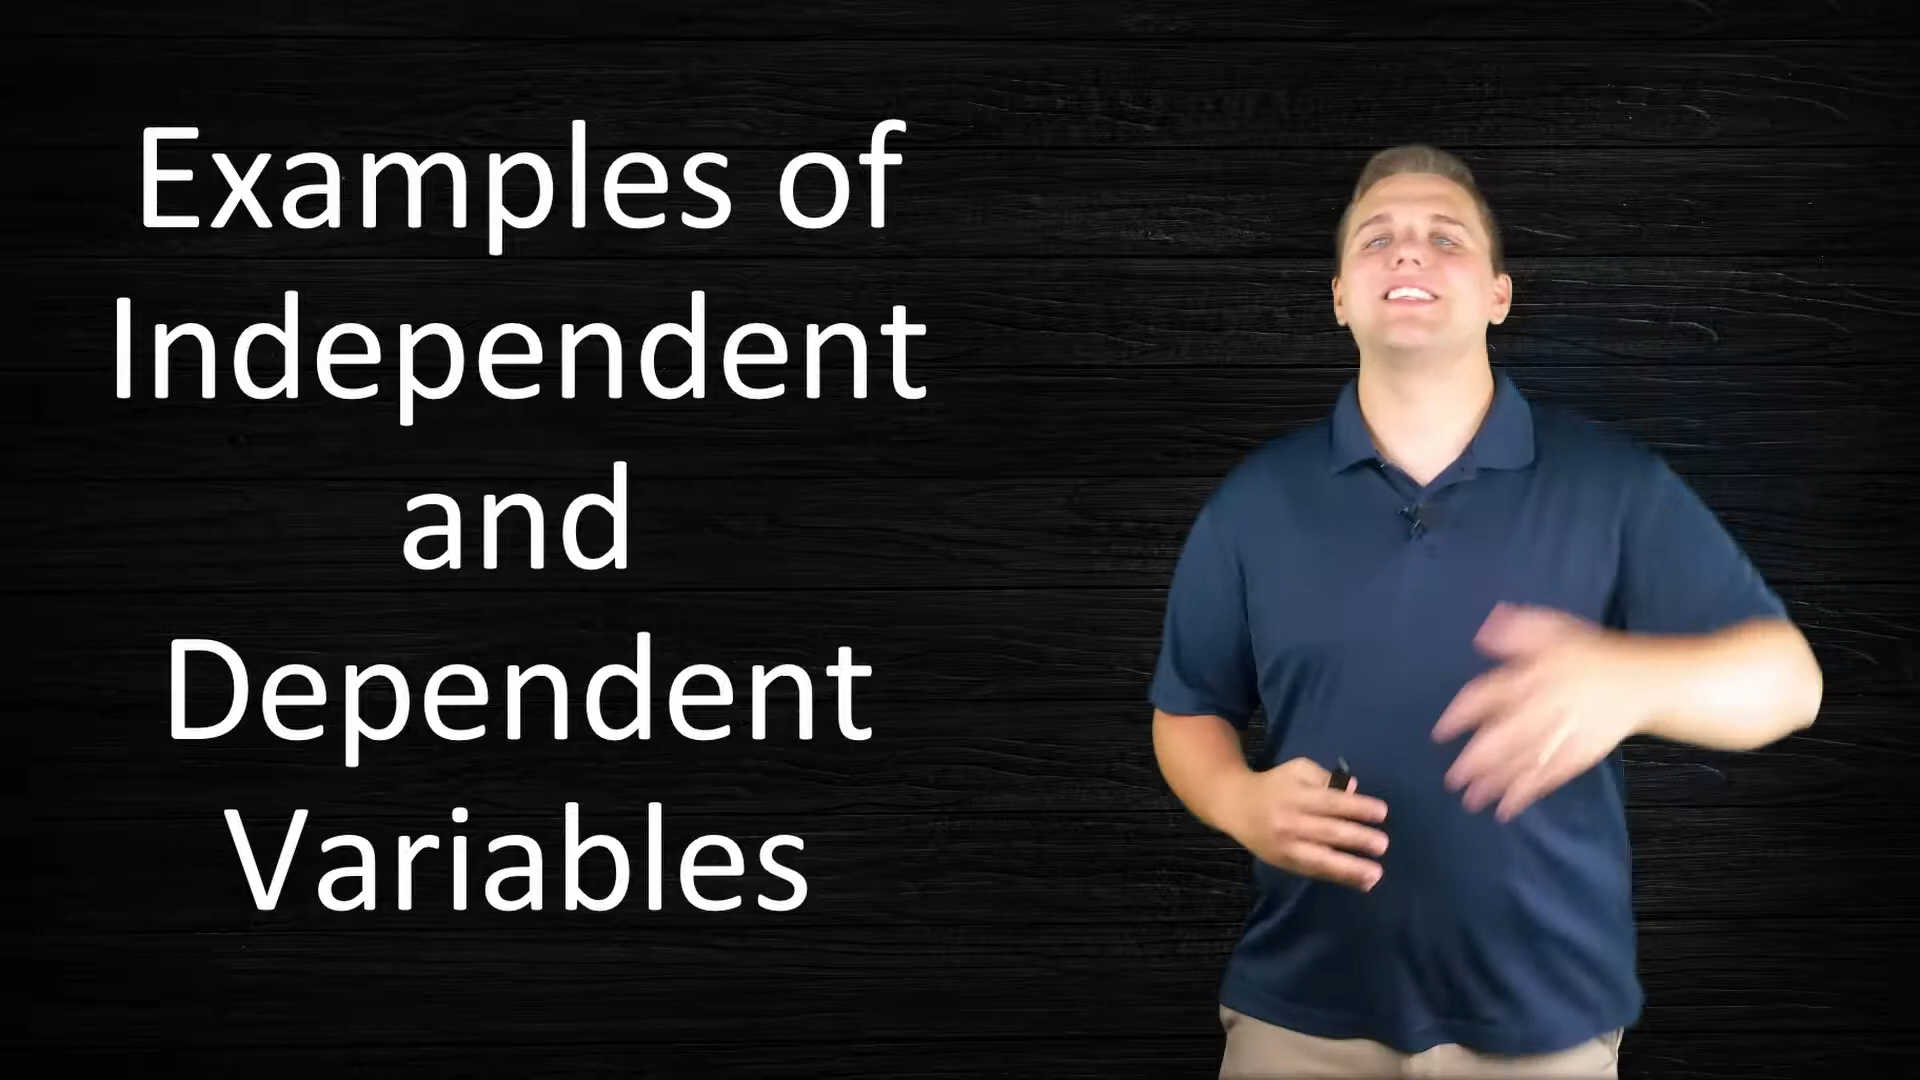 Examples of
Independent
and
Dependent
Variables